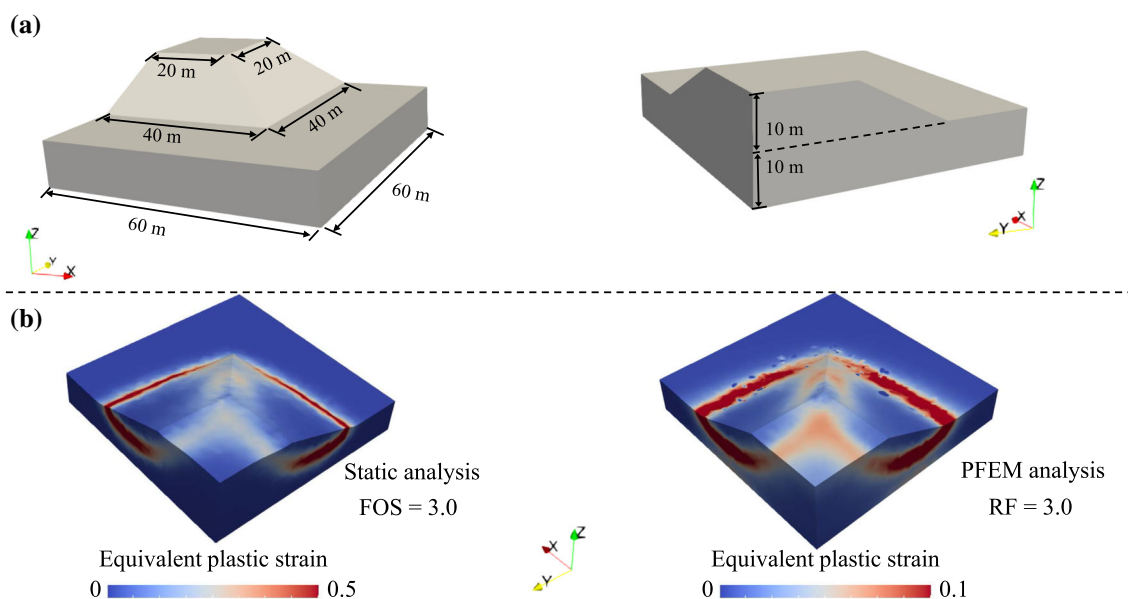 (a)
20 m
20 m
40 m
40 m
60 m
60 m
Z
Y
X
10 m
10 m
Z
X
Y
(b)
Static analysis
FOS = 3.0
PFEM analysis
RF = 3.0
Z
X
Y
Equivalent plastic strain
0
0.5
Equivalent plastic strain
0
0.1